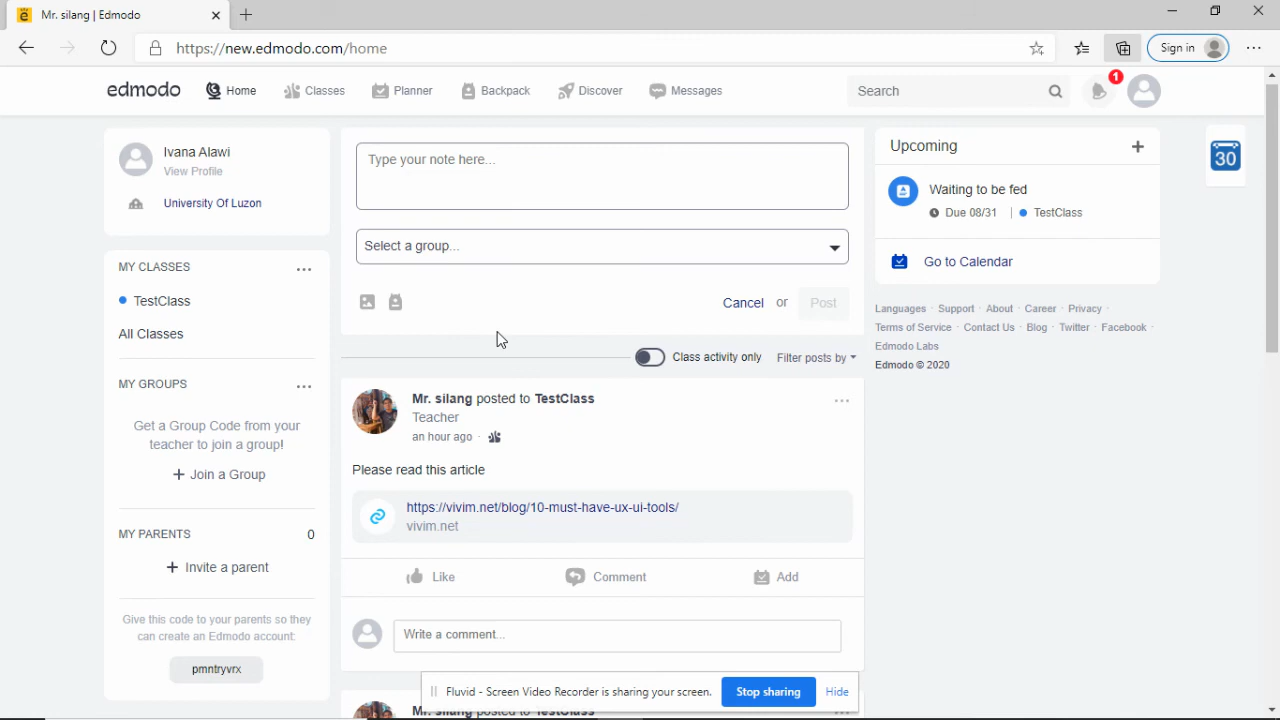 Mr. silang | Edmodo
https://new.edmodo.com/home
Sign in
edmodo
Home
Classes
Planner
Backpack
Discover
Messages
Search
1
Ivana Alawi
View Profile
University Of Luzon
MY CLASSES
TestClass
All Classes
MY GROUPS
Get a Group Code from your
teacher to join a group!
Join a Group
MY PARENTS 0
Invite a parent
Give this code to your parents so they
can create an Edmodo account:
pmntryvrx
Type your note here...
Select a group...
Cancel or Post
Class activity only
Filter posts by
Mr. silang posted to TestClass
Teacher
an hour ago ·
Please read this article
https://vivim.net/blog/10-must-have-ux-ui-tools/
vivim.net
Like
Comment
Add
Write a comment...
Mr. silang posted to TestClass
Fluvid - Screen Video Recorder is sharing your screen.
Stop sharing
Hide
Upcoming
Waiting to be fed
Due 08/31 | TestClass
Go to Calendar
Languages · Support · About · Career · Privacy ·
Terms of Service · Contact Us · Blog · Twitter · Facebook ·
Edmodo Labs
Edmodo © 2020
30